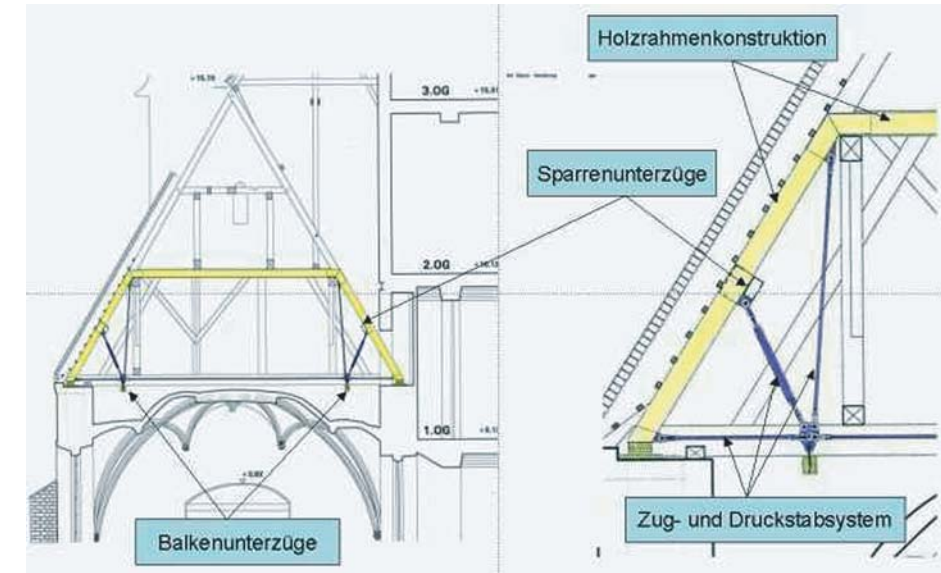 Holzrahmenkonstruktion
Sparrenunterzüge
3.OG
2.OG
1.OG
Balkenunterzüge
Zug- und Druckstabsystem